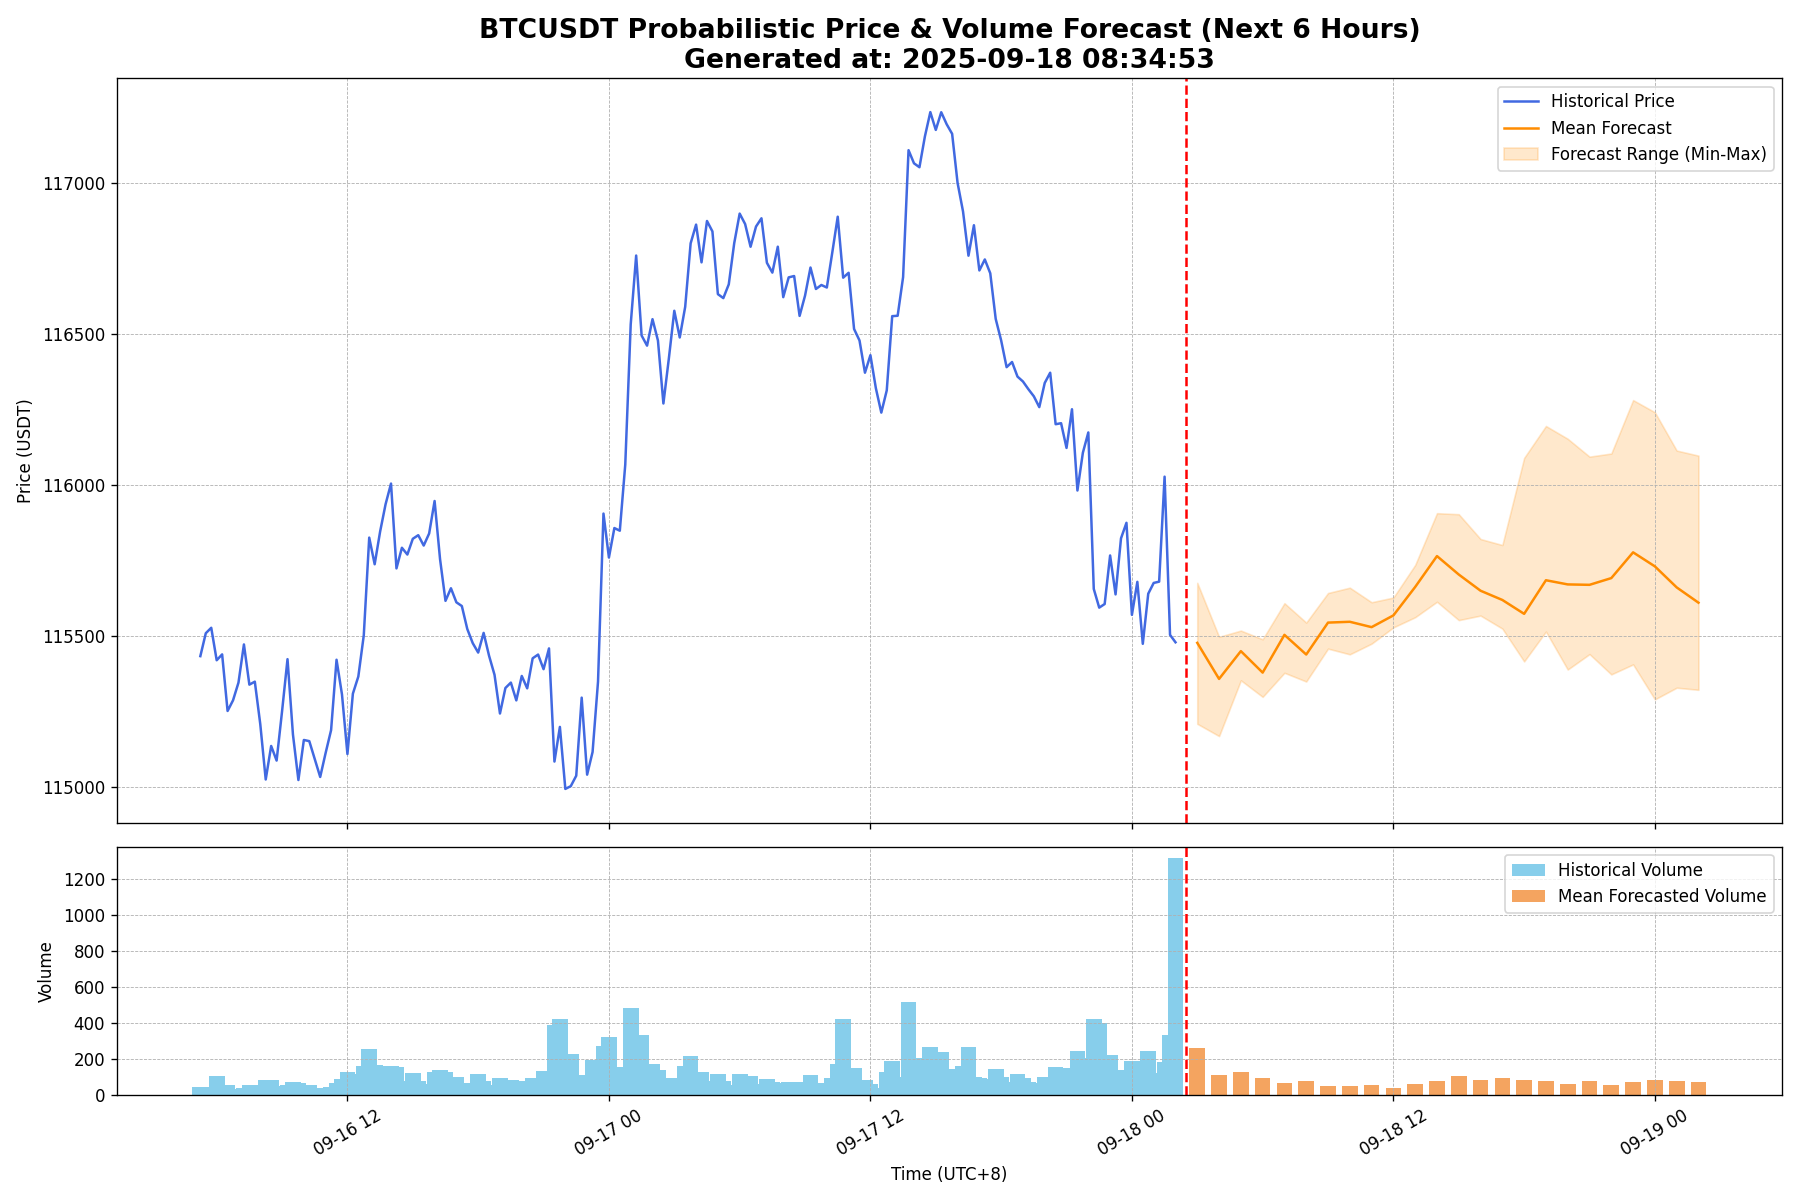 BTCUSDT Probabilistic Price & Volume Forecast (Next 6 Hours)
Generated at: 2025-09-18 08:34:53
Historical Price
Mean Forecast
Forecast Range (Min-Max)
Price (USDT)
117000
116500
116000
115500
115000
Historical Volume
Mean Forecasted Volume
Volume
1200
1000
800
600
400
200
0
09-16 12
09-17 00
09-17 12
09-18 00
09-18 12
09-19 00
Time (UTC+8)